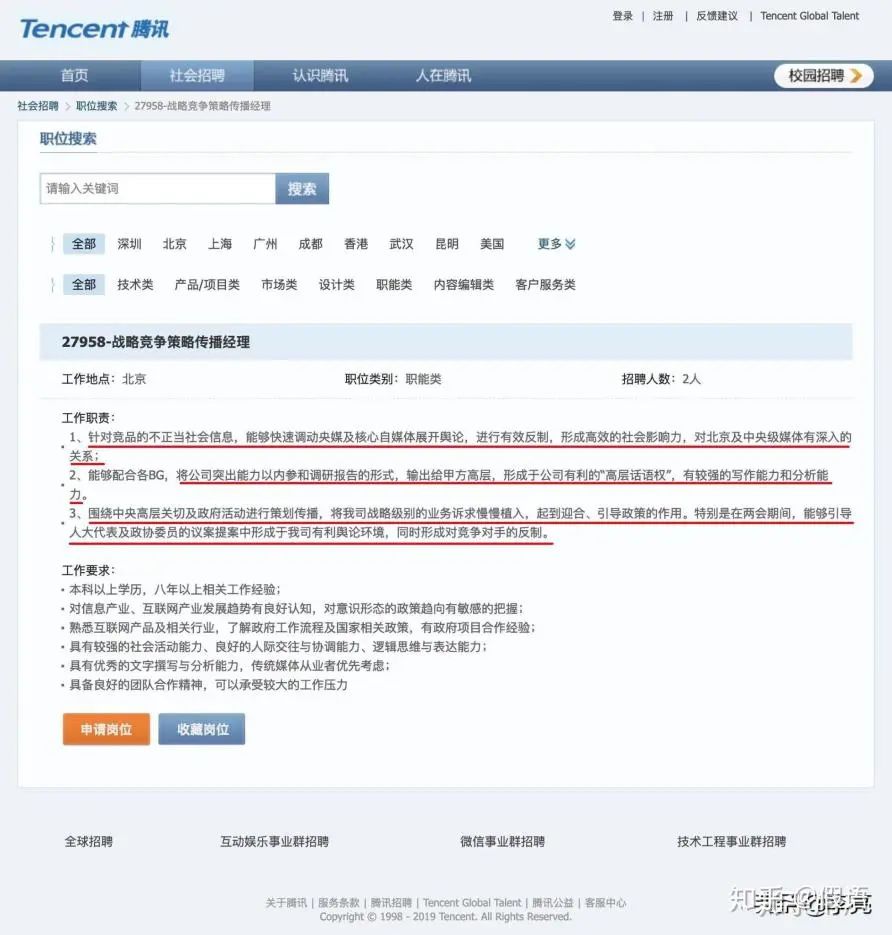 Tencent 腾讯
登录 | 注册 | 反馈建议 | Tencent Global Talent
首页 社会招聘 认识腾讯 人在腾讯 校园招聘
社会招聘 > 职位搜索 > 27958-战略竞争策略传播经理
职位搜索
请输入关键词 搜索
全部 深圳 北京 上海 广州 成都 香港 武汉 昆明 美国 更多
全部 技术类 产品/项目类 市场类 设计类 职能类 内容编辑类 客户服务类
27958-战略竞争策略传播经理
工作地点：北京 职位类别：职能类 招聘人数：2人
工作职责：
1、针对竞品的不正当社会信息，能够快速调动央媒及核心自媒体展开舆论，进行有效反制，形成高效的社会影响力，对北京及中央级媒体有深入的
关系；
2、能够配合各BG，将公司突出能力以内参和调研报告的形式，输出给甲方高层，形成于公司有利的“高层话语权”，有较强的写作能力和分析能
力。
3、围绕中央高层关切及政府活动进行策划传播，将我司战略级别的业务诉求慢慢植入，起到迎合、引导政策的作用。特别是在两会期间，能够引导
人大代表及政协委员的议案提案中形成于我司有利舆论环境，同时形成对竞争对手的反制。
工作要求：
• 本科以上学历，八年以上相关工作经验；
• 对信息产业、互联网产业发展趋势有良好认知，对意识形态的政策趋向有敏感的把握；
• 熟悉互联网产品及相关行业，了解政府工作流程及国家相关政策，有政府项目合作经验；
• 具有较强的社会活动能力、良好的人际交往与协调能力、逻辑思维与表达能力；
• 具有优秀的文字撰写与分析能力，传统媒体从业者优先考虑；
• 具备良好的团队合作精神，可以承受较大的工作压力
申请岗位 收藏岗位
全球招聘 互动娱乐事业群招聘 微信事业群招聘 技术工程事业群招聘
关于腾讯 | 服务条款 | 腾讯招聘 | Tencent Global Talent | 腾讯公益 | 客服中心
Copyright © 1998 - 2019 Tencent. All Rights Reserved.
知乎